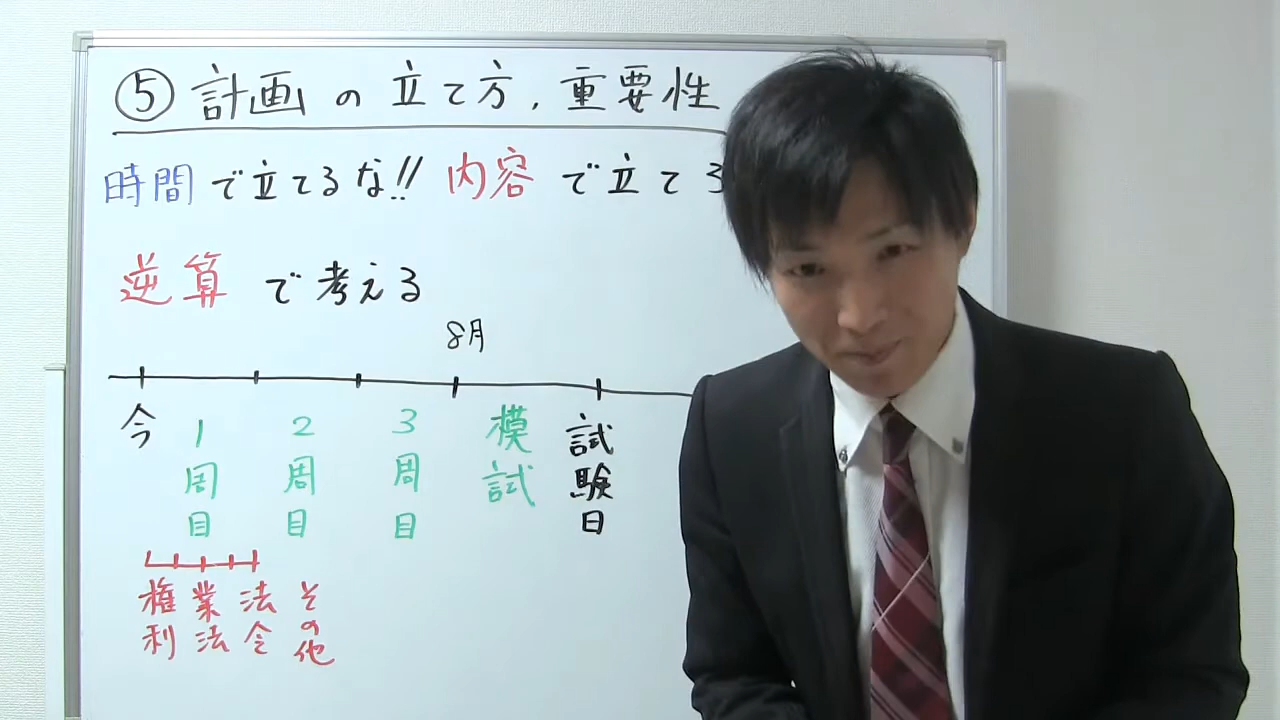 ⑤ 計画の立て方, 重要性
時間で立てるな!! 内容で立てろ
逆算で考える
8月
今 1周目 2周目 3周目 模試 試験日
権利 業法 法令 その他